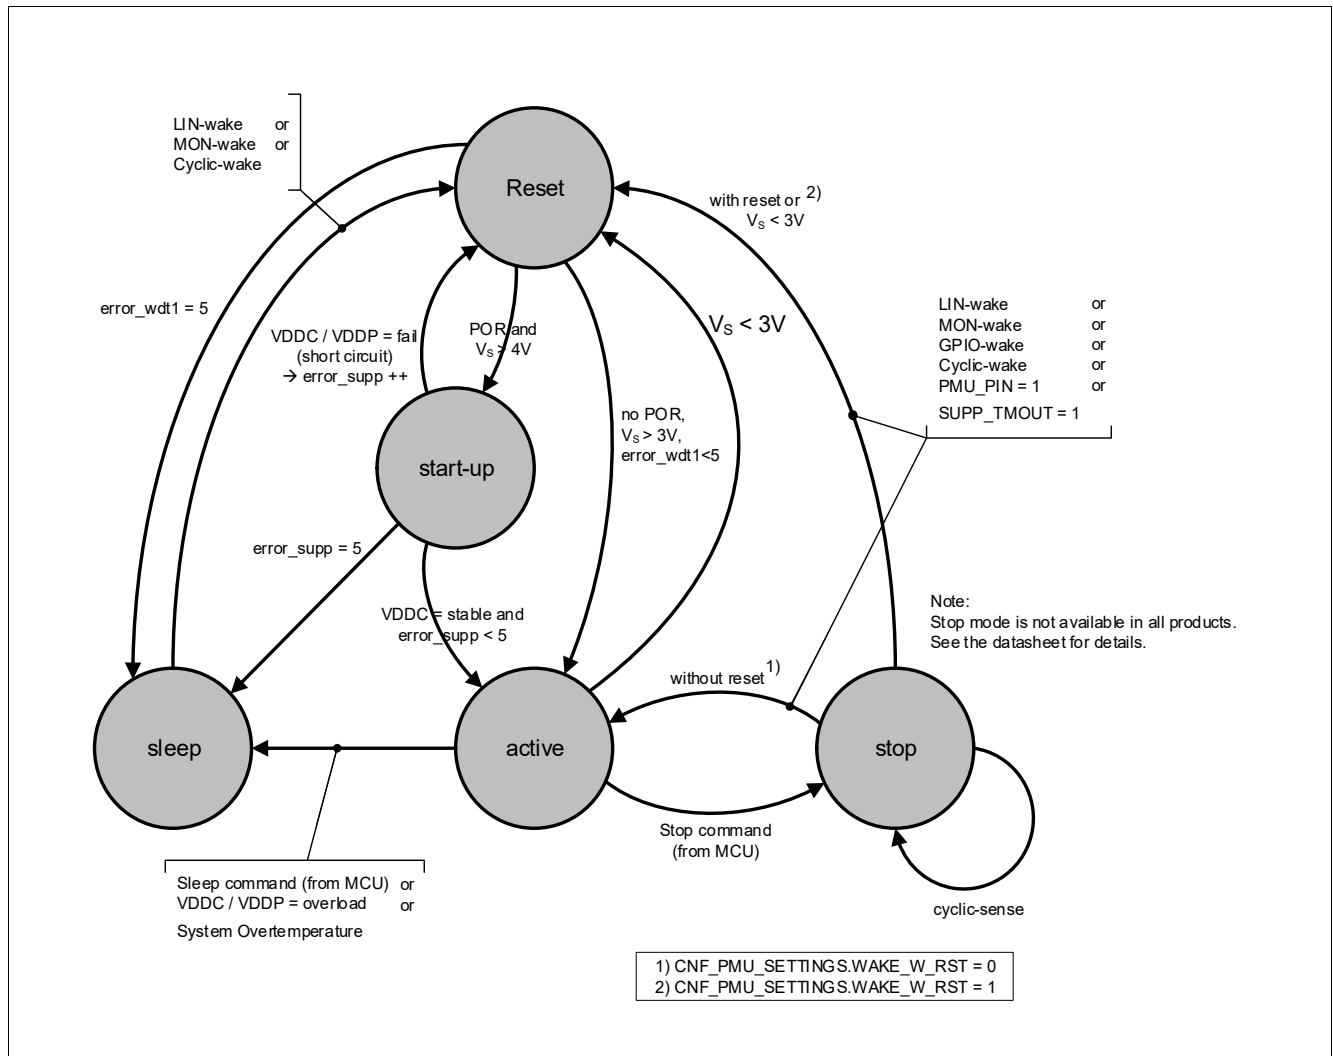 LIN-wake or
MON-wake or
Cyclic-wake
Reset
with reset or 2)
VS < 3V
error_wdt1 = 5
VDDC / VDDP = fail
(short circuit)
→ error_supp ++
POR and
VS > 4V
VS < 3V
LIN-wake or
MON-wake or
GPIO-wake or
Cyclic-wake or
PMU_PIN = 1 or
SUPP_TMOUT = 1
no POR,
VS > 3V,
error_wdt1<5
start-up
error_supp = 5
VDDC = stable and
error_supp < 5
Note:
Stop mode is not available in all products.
See the datasheet for details.
without reset 1)
sleep
active
stop
Stop command
(from MCU)
Sleep command (from MCU) or
VDDC / VDDP = overload or
System Overtemperature
cyclic-sense
1) CNF_PMU_SETTINGS.WAKE_W_RST = 0
2) CNF_PMU_SETTINGS.WAKE_W_RST = 1